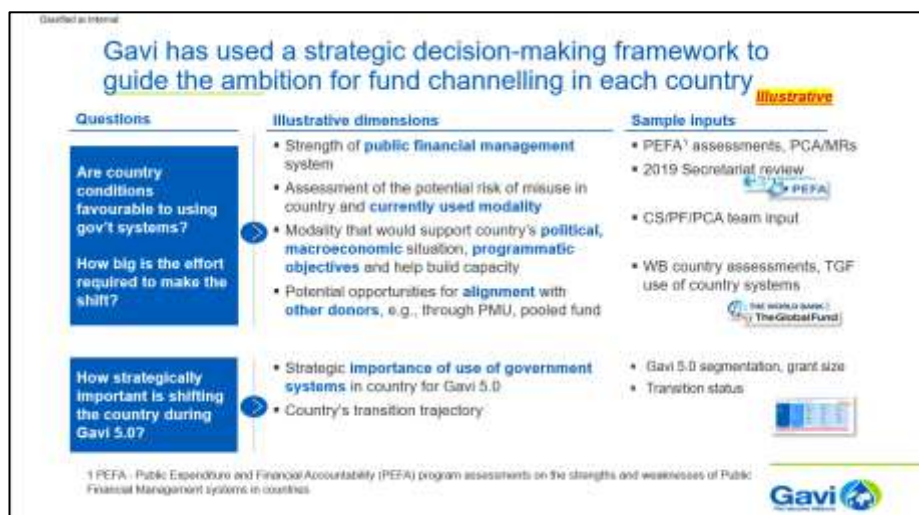 Classified as Internal
Gavi has used a strategic decision-making framework to
guide the ambition for fund channelling in each country
Illustrative
Questions
Illustrative dimensions
Sample inputs
Are country
conditions
favourable to using
gov't systems?
How big is the effort
required to make the
shift?
▪ Strength of public financial management
system
▪ Assessment of the potential risk of misuse in
country and currently used modality
▪ Modality that would support country's political,
macroeconomic situation, programmatic
objectives and help build capacity
▪ Potential opportunities for alignment with
other donors, e.g., through PMU, pooled fund
▪ PEFA¹ assessments, PCA/MRs
▪ 2019 Secretariat review
PEFA
▪ CS/PF/PCA team input
▪ WB country assessments, TGF
use of country systems
THE WORLD BANK
The Global Fund
How strategically
important is shifting
the country during
Gavi 5.0?
▪ Strategic importance of use of government
systems in country for Gavi 5.0
▪ Country's transition trajectory
▪ Gavi 5.0 segmentation, grant size
▪ Transition status
1 PEFA - Public Expenditure and Financial Accountability (PEFA) program assessments on the strengths and weaknesses of Public
Financial Management systems in countries
Gavi